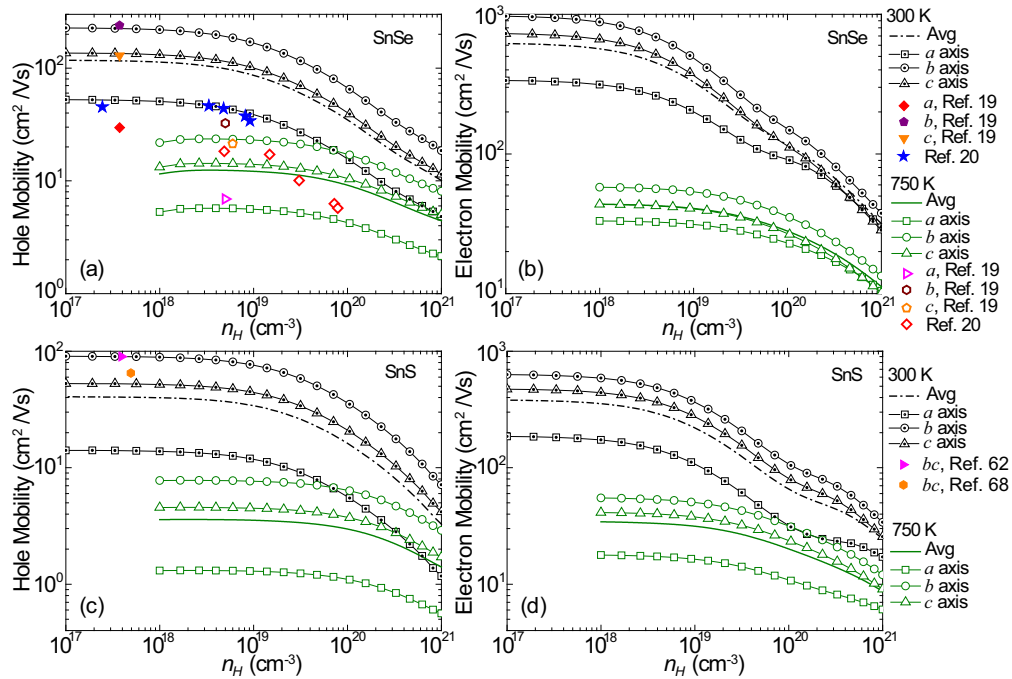 (a)
SnSe
Hole Mobility (cm² /Vs)
10²
10¹
10⁰
10¹⁷ 10¹⁸ 10¹⁹ 10²⁰ 10²¹
n_H (cm⁻³)
(b)
SnSe
Electron Mobility (cm² /Vs)
10³
10²
10¹
10¹⁷ 10¹⁸ 10¹⁹ 10²⁰ 10²¹
n_H (cm⁻³)
300 K
Avg
a axis
b axis
c axis
a, Ref. 19
b, Ref. 19
c, Ref. 19
Ref. 20
750 K
Avg
a axis
b axis
c axis
a, Ref. 19
b, Ref. 19
c, Ref. 19
Ref. 20
(c)
SnS
Hole Mobility (cm² /Vs)
10²
10¹
10⁰
10¹⁷ 10¹⁸ 10¹⁹ 10²⁰ 10²¹
n_H (cm⁻³)
(d)
SnS
Electron Mobility (cm² /Vs)
10³
10²
10¹
10¹⁷ 10¹⁸ 10¹⁹ 10²⁰ 10²¹
n_H (cm⁻³)
300 K
Avg
a axis
b axis
c axis
bc, Ref. 62
bc, Ref. 68
750 K
Avg
a axis
b axis
c axis